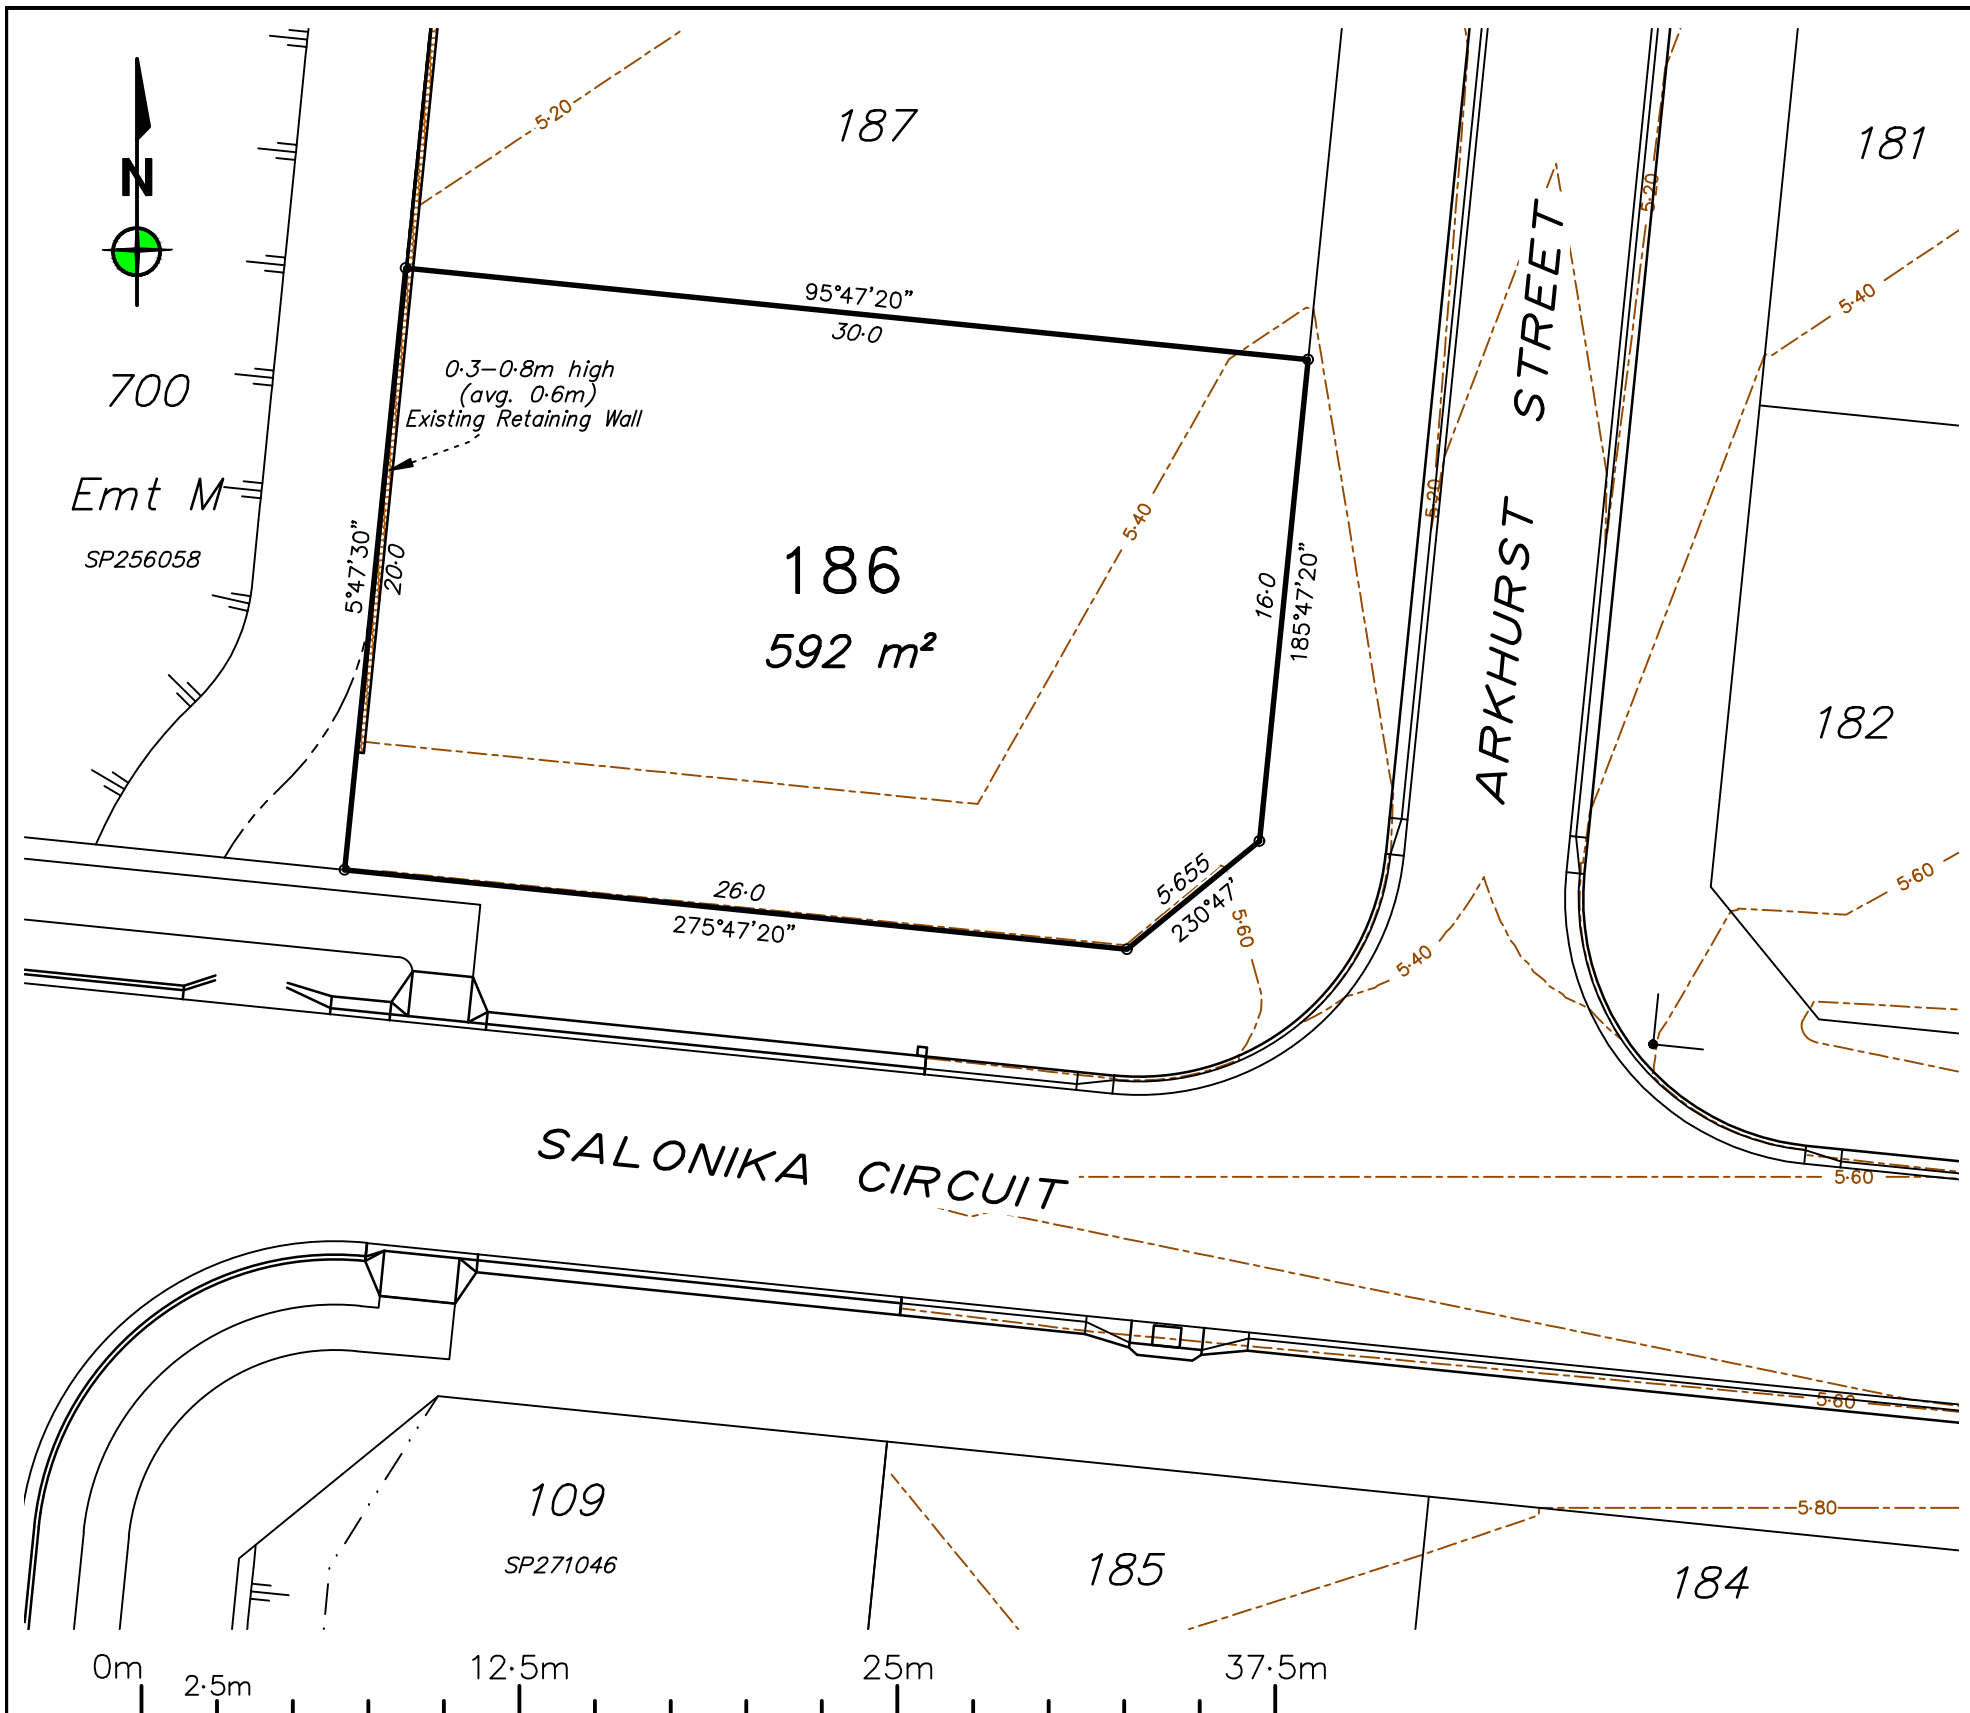 5·20
187
181
N
5·20
95°47'20"
30·0
5·40
0·3–0·8m high
(avg. 0·6m)
Existing Retaining Wall
700
Emt M
SP256058
5°47'30"
20·0
186
592 m²
5·40
16·0
185°47'20"
5·20
ARKHURST STREET
182
26·0
275°47'20"
5·655
230°47'
5·60
5·40
5·60
SALONIKA CIRCUIT
5·60
5·80
109
SP271046
185
184
5·80
0m
2·5m
12·5m
25m
37·5m